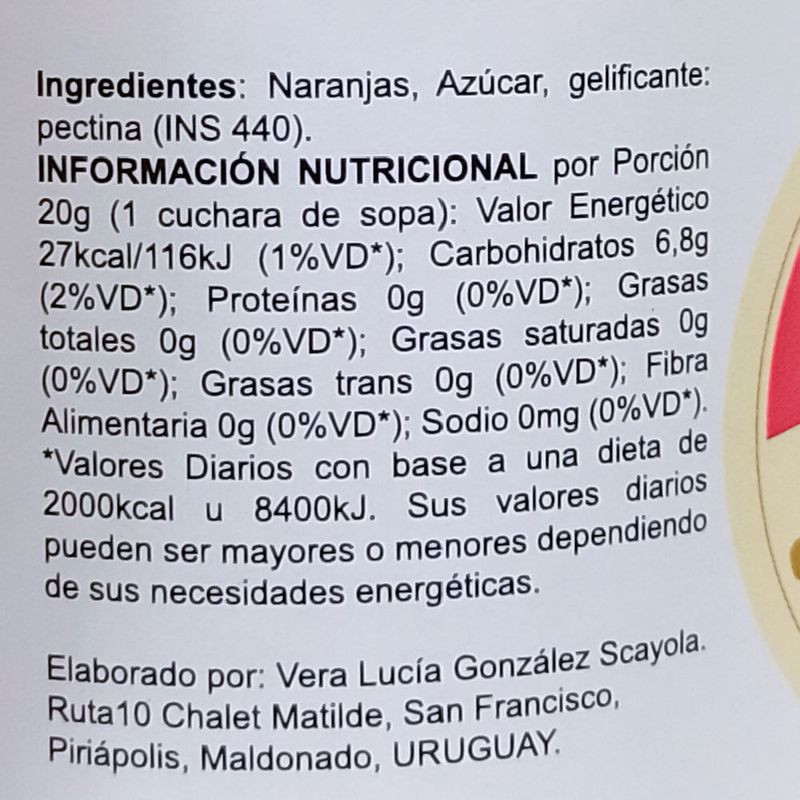 Ingredientes: Naranjas, Azúcar, gelificante:
pectina (INS 440).
INFORMACIÓN NUTRICIONAL por Porción
20g (1 cuchara de sopa): Valor Energético
27kcal/116kJ (1%VD*); Carbohidratos 6,8g
(2%VD*); Proteínas 0g (0%VD*); Grasas
totales 0g (0%VD*); Grasas saturadas 0g
(0%VD*); Grasas trans 0g (0%VD*); Fibra
Alimentaria 0g (0%VD*); Sodio 0mg (0%VD*).
*Valores Diarios con base a una dieta de
2000kcal u 8400kJ. Sus valores diarios
pueden ser mayores o menores dependiendo
de sus necesidades energéticas.
Elaborado por: Vera Lucía González Scayola.
Ruta10 Chalet Matilde, San Francisco,
Piriápolis, Maldonado, URUGUAY.